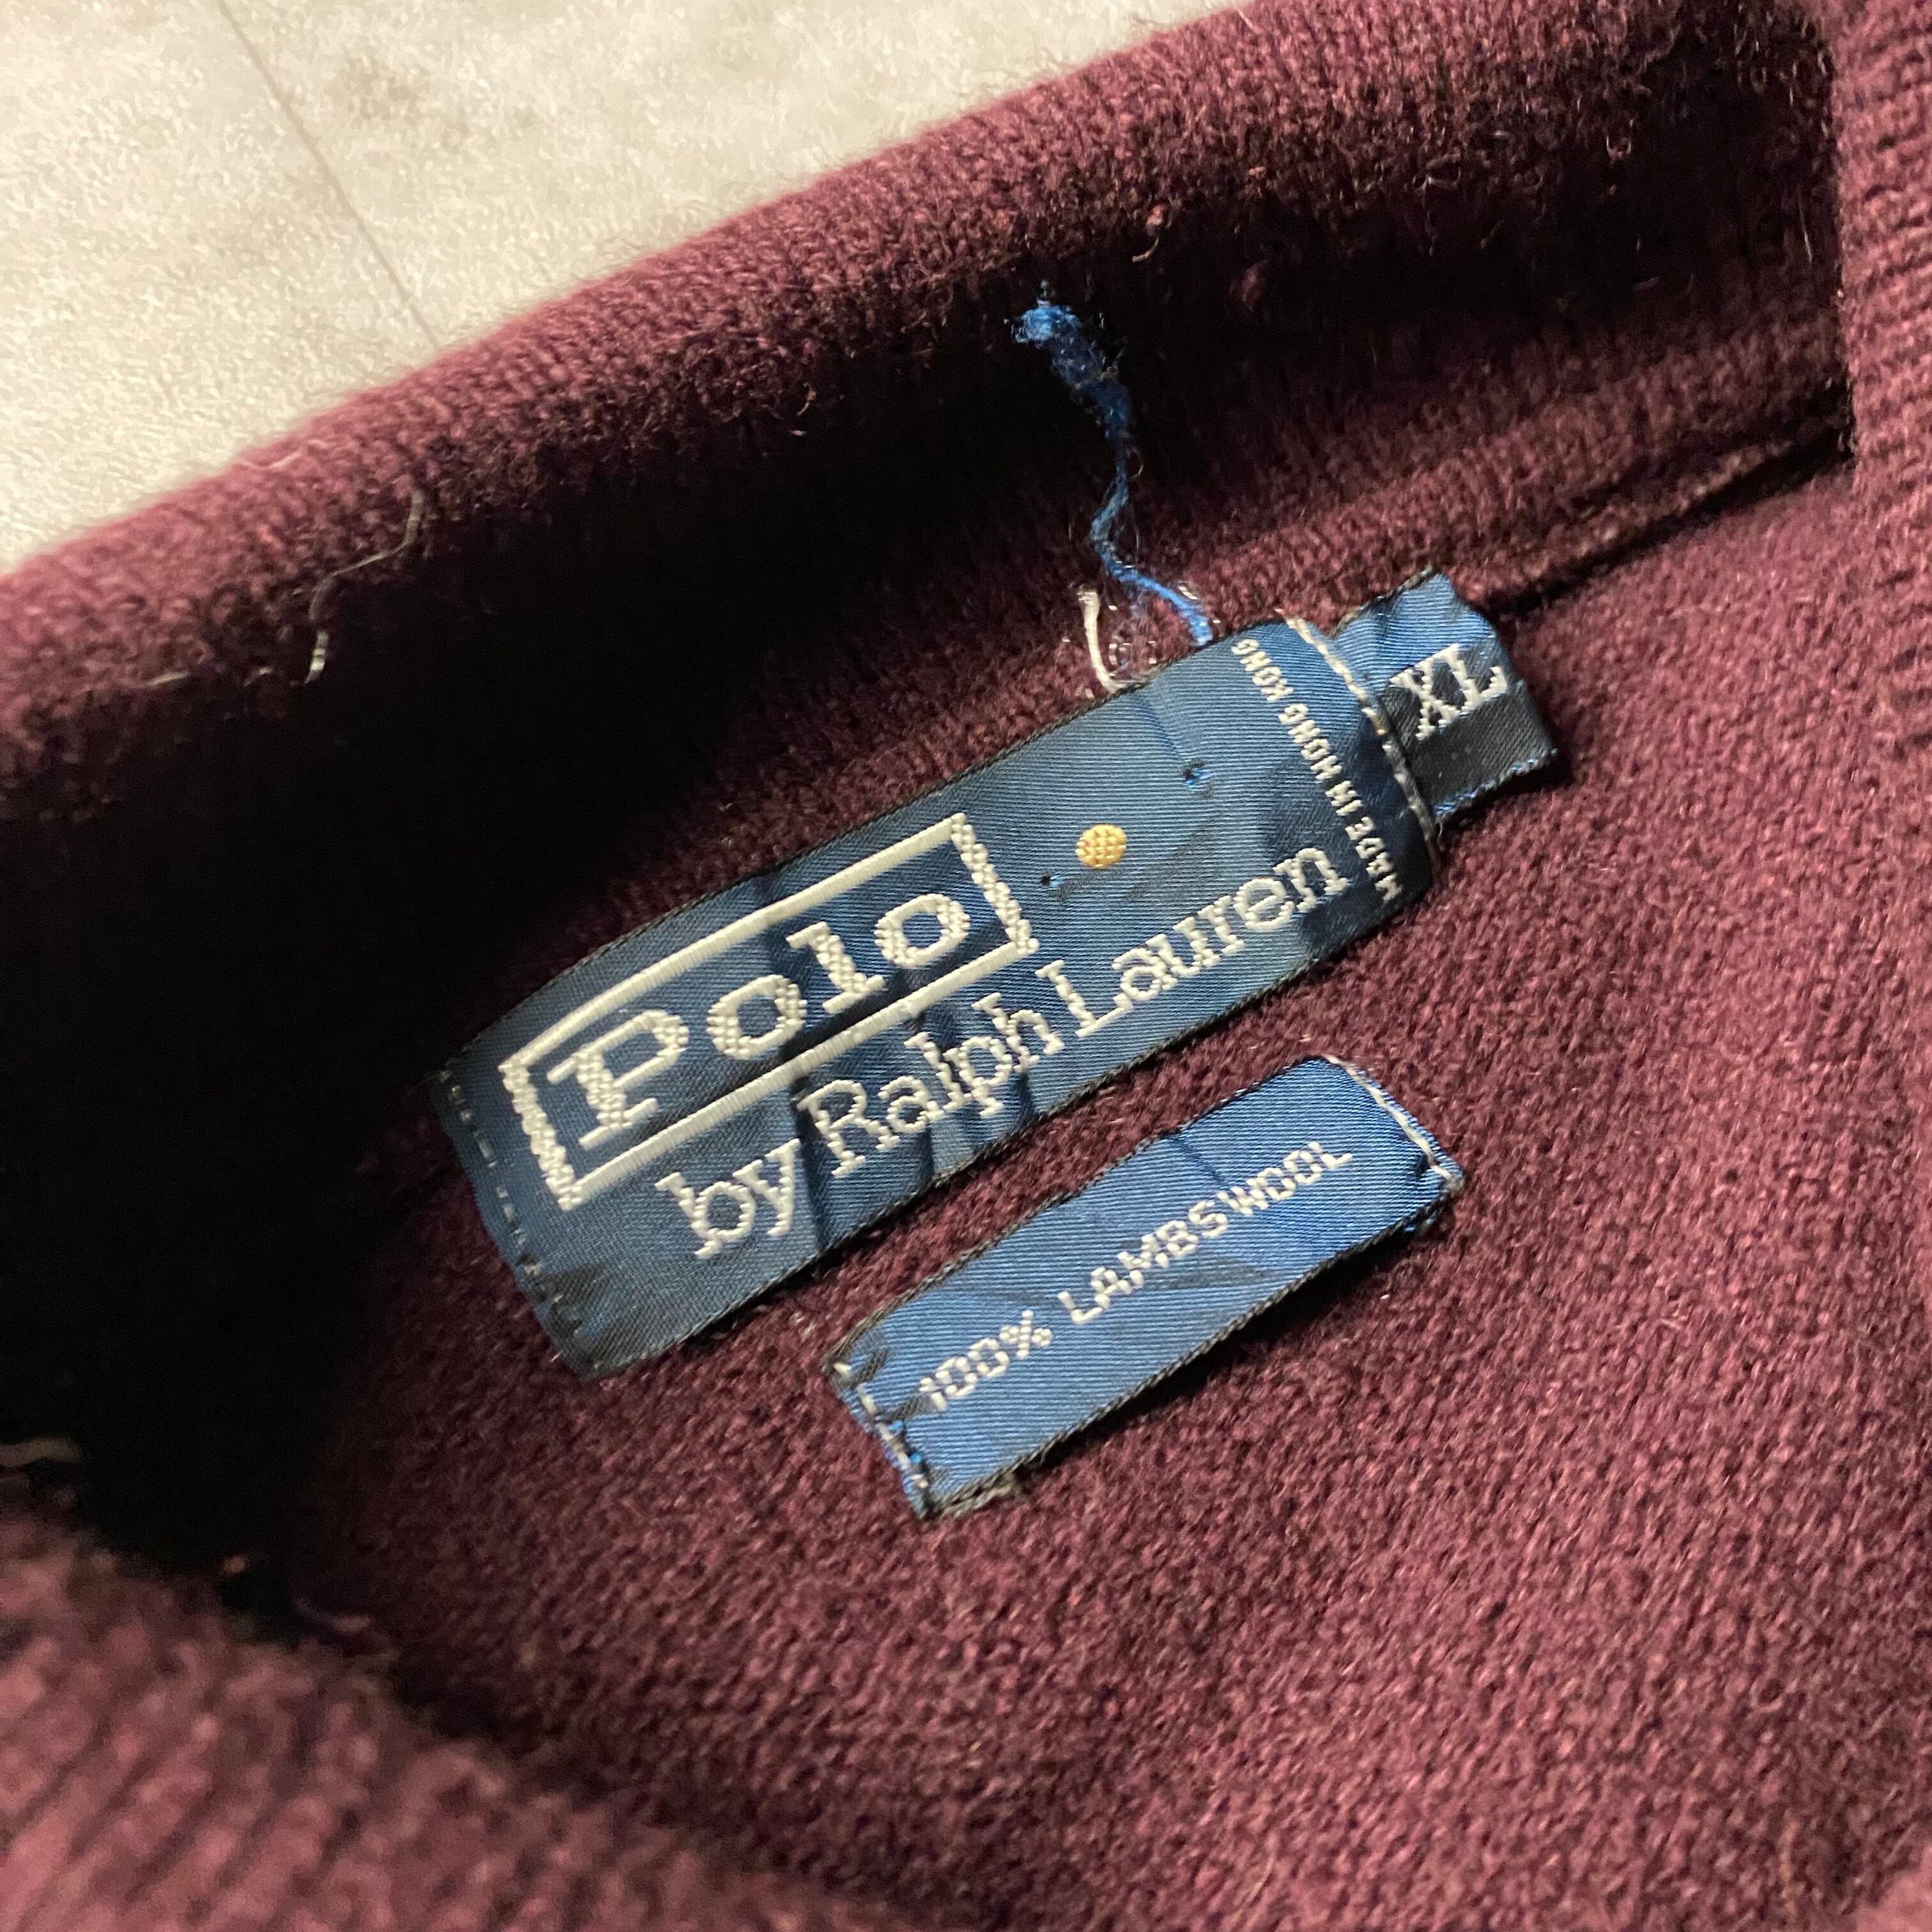 Polo
by Ralph Lauren
MADE IN HONG KONG
XL
100% LAMBSWOOL